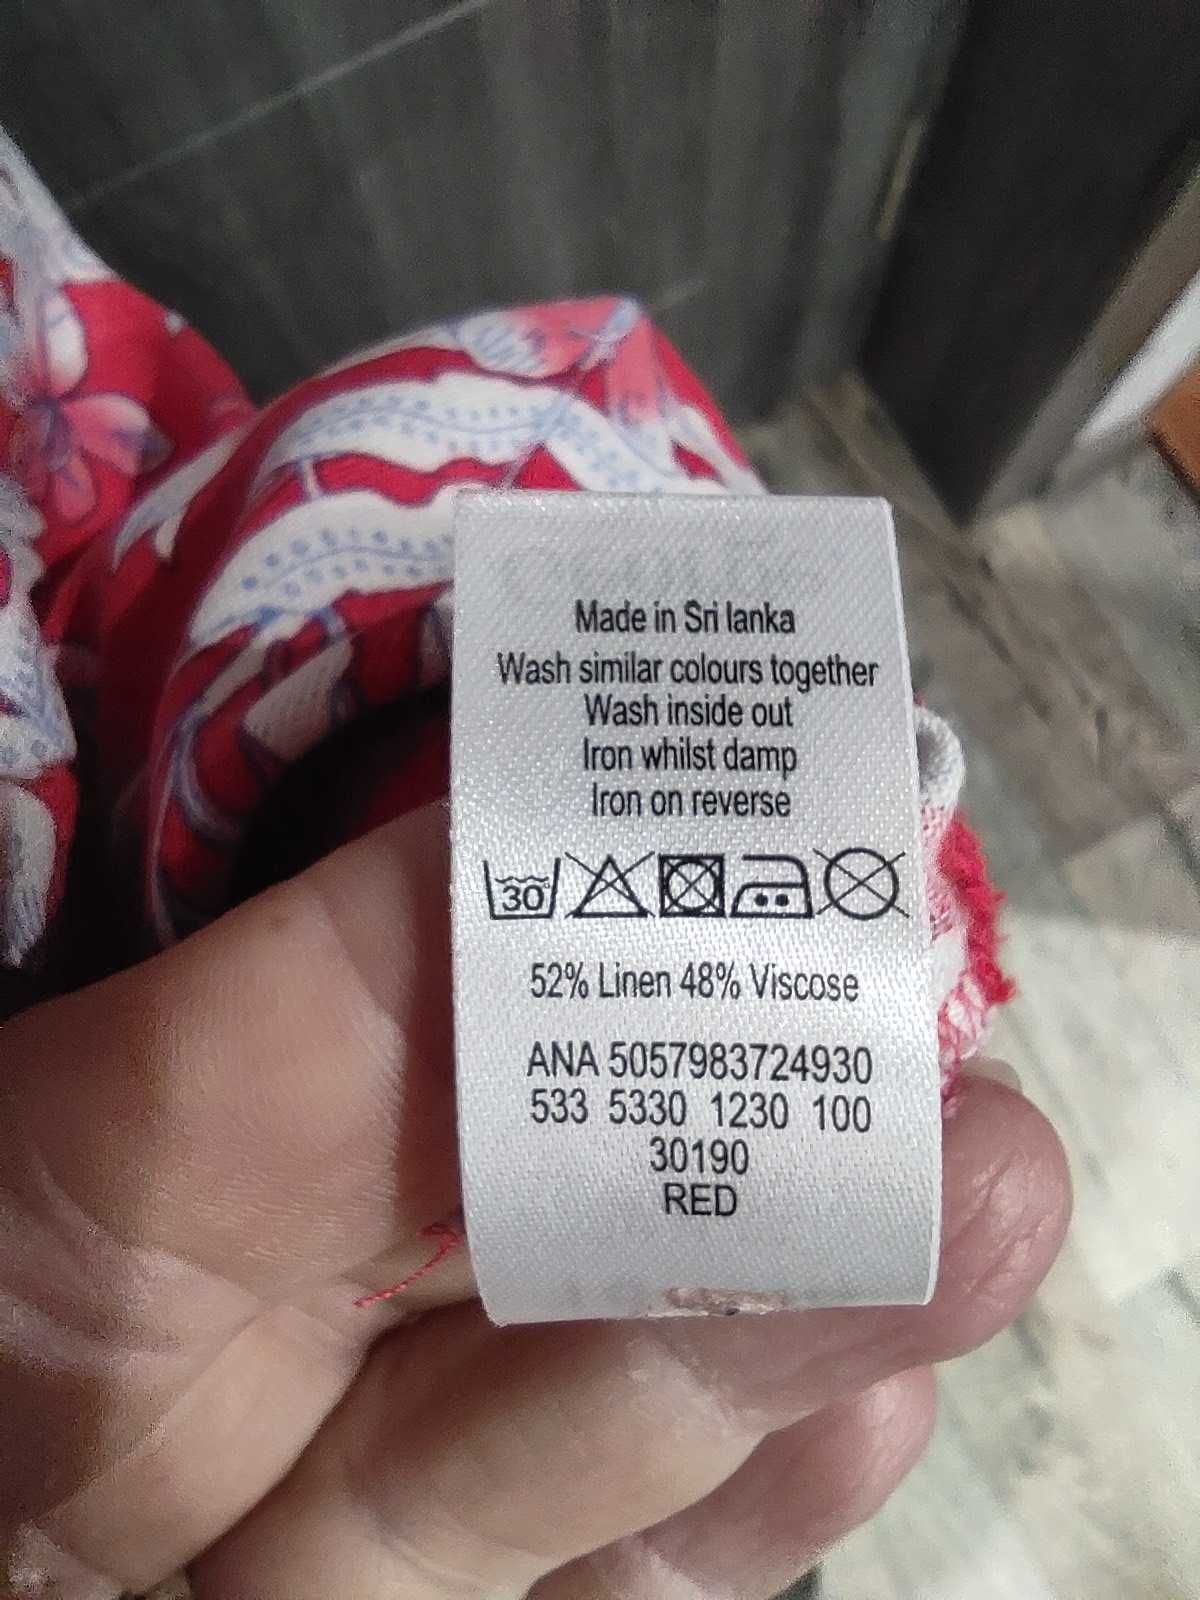 Made in Sri lanka
Wash similar colours together
Wash inside out
Iron whilst damp
Iron on reverse
30
52% Linen 48% Viscose
ANA 5057983724930
533 5330 1230 100
30190
RED